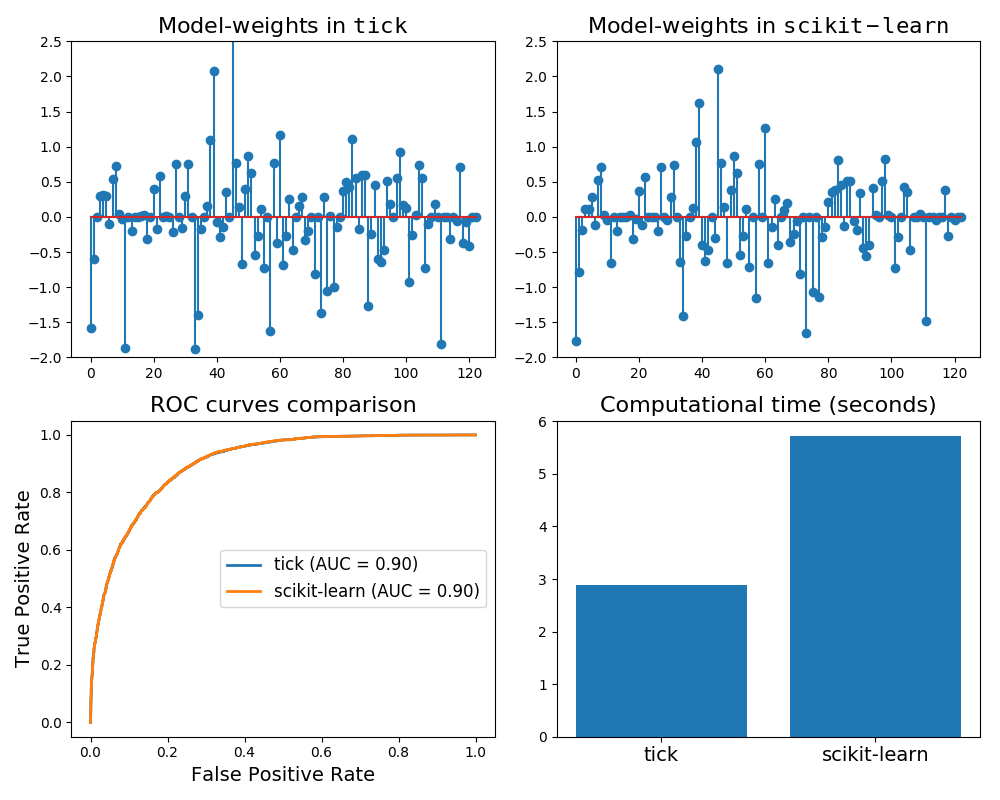 Model-weights in tick
2.5
2.0
1.5
1.0
0.5
0.0
−0.5
−1.0
−1.5
−2.0
0 20 40 60 80 100 120
Model-weights in scikit-learn
2.5
2.0
1.5
1.0
0.5
0.0
−0.5
−1.0
−1.5
−2.0
0 20 40 60 80 100 120
ROC curves comparison
True Positive Rate
1.0
0.8
0.6
0.4
0.2
0.0
tick (AUC = 0.90)
scikit-learn (AUC = 0.90)
0.0 0.2 0.4 0.6 0.8 1.0
False Positive Rate
Computational time (seconds)
6
5
4
3
2
1
0
tick scikit-learn